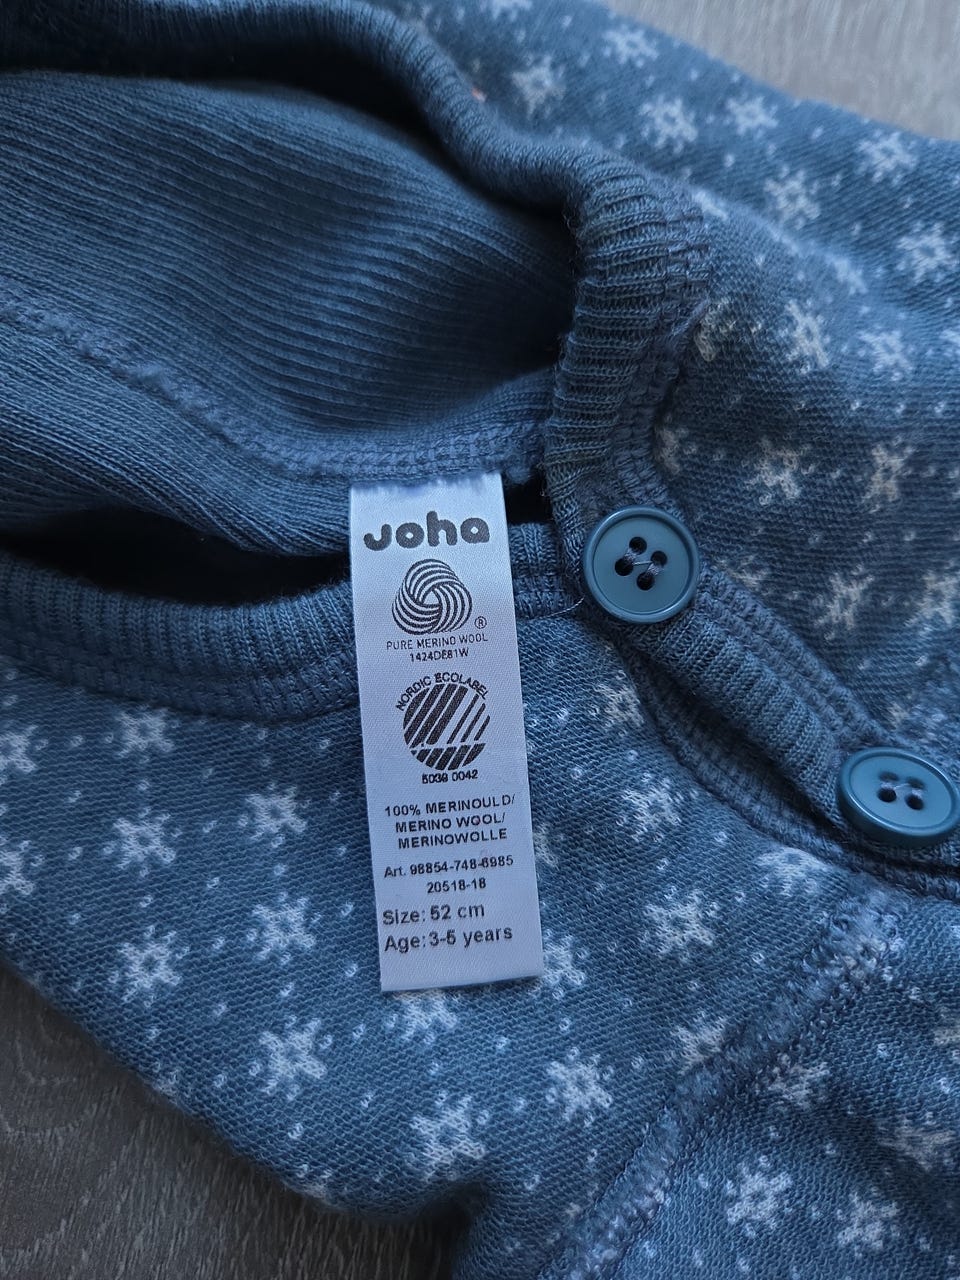 Joha
®
PURE MERINO WOOL
1424DE81W
NORDIC ECOLABEL
5039 0042
100% MERINOULD/
MERINO WOOL/
MERINOWOLLE
Art. 98854-748-6985
20518-18
Size: 52 cm
Age: 3-5 years